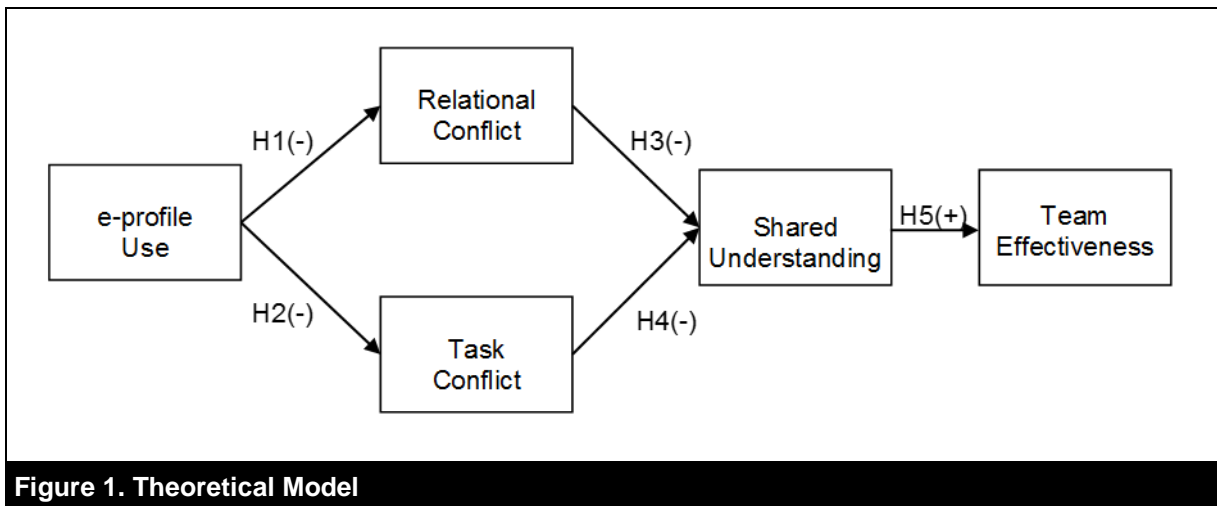 Relational
Conflict
H1(-)
H3(-)
e-profile
Use
Shared
Understanding
H5(+)
Team
Effectiveness
H2(-)
H4(-)
Task
Conflict
Figure 1. Theoretical Model